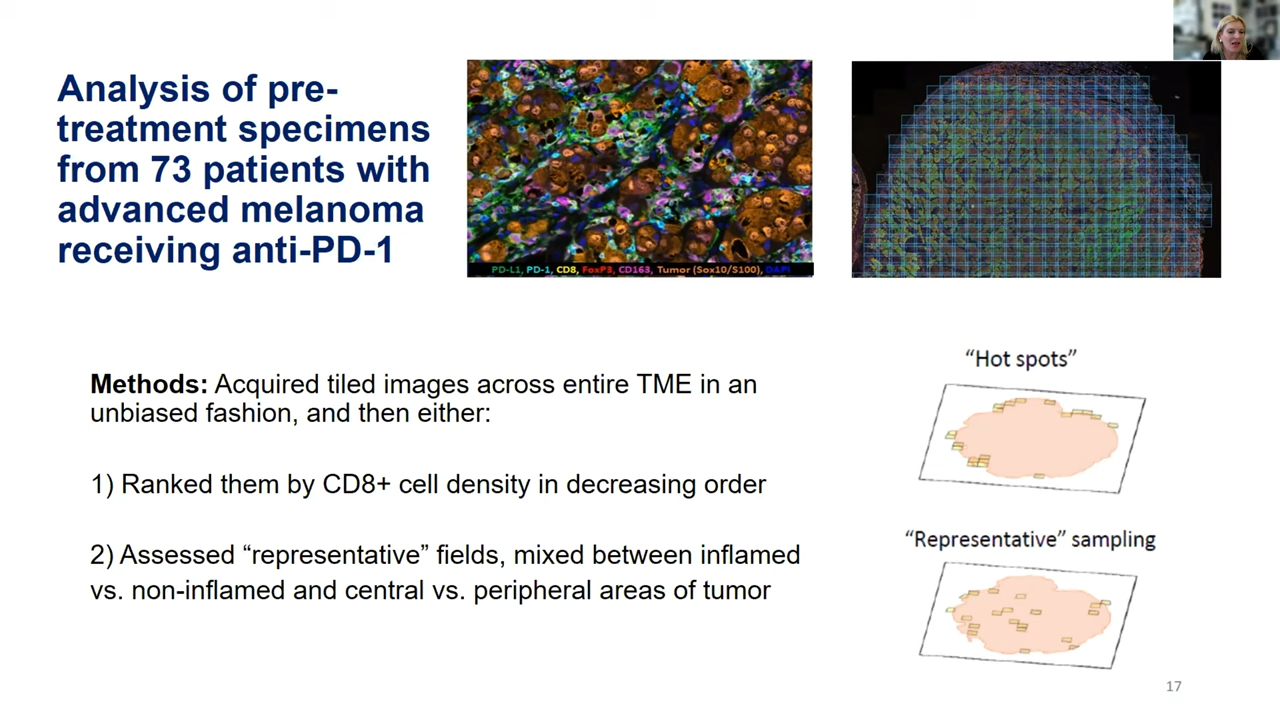 Analysis of pre-
treatment specimens
from 73 patients with
advanced melanoma
receiving anti-PD-1
PD-L1, PD-1, CD8, FoxP3, CD163, Tumor (Sox10/S100), DAPI
Methods: Acquired tiled images across entire TME in an
unbiased fashion, and then either:
1) Ranked them by CD8+ cell density in decreasing order
2) Assessed “representative” fields, mixed between inflamed
vs. non-inflamed and central vs. peripheral areas of tumor
“Hot spots”
“Representative” sampling
17